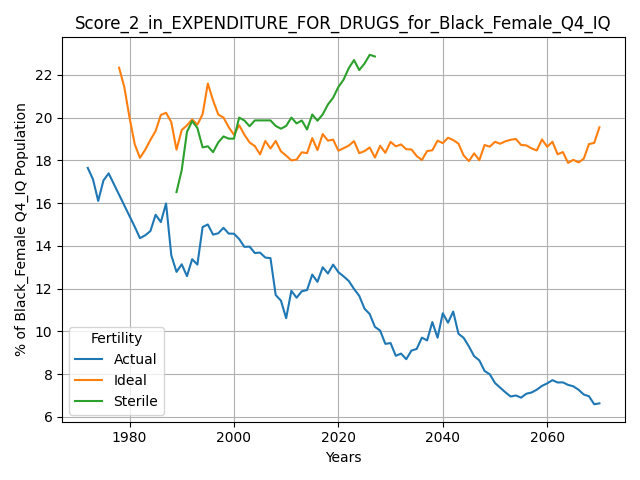 Score_2_in_EXPENDITURE_FOR_DRUGS_for_Black_Female_Q4_IQ
% of Black_Female Q4_IQ Population
22
20
18
16
14
12
10
8
6
Fertility
Actual
Ideal
Sterile
1980
2000
2020
2040
2060
Years